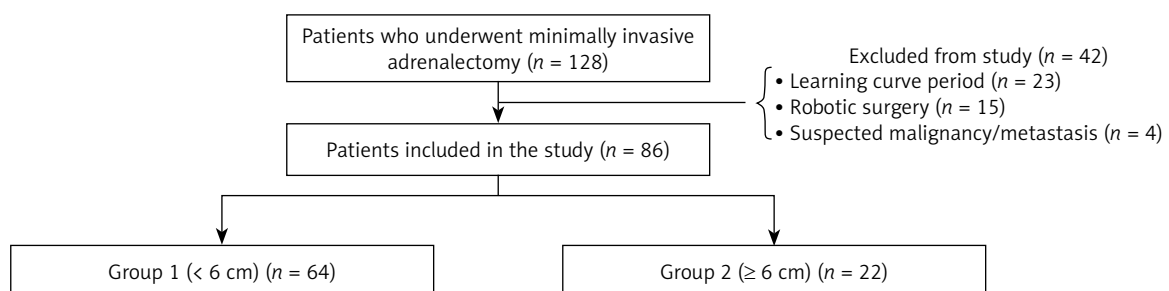 Patients who underwent minimally invasive
adrenalectomy (n = 128)
Excluded from study (n = 42)
• Learning curve period (n = 23)
• Robotic surgery (n = 15)
• Suspected malignancy/metastasis (n = 4)
Patients included in the study (n = 86)
Group 1 (< 6 cm) (n = 64)
Group 2 (≥ 6 cm) (n = 22)